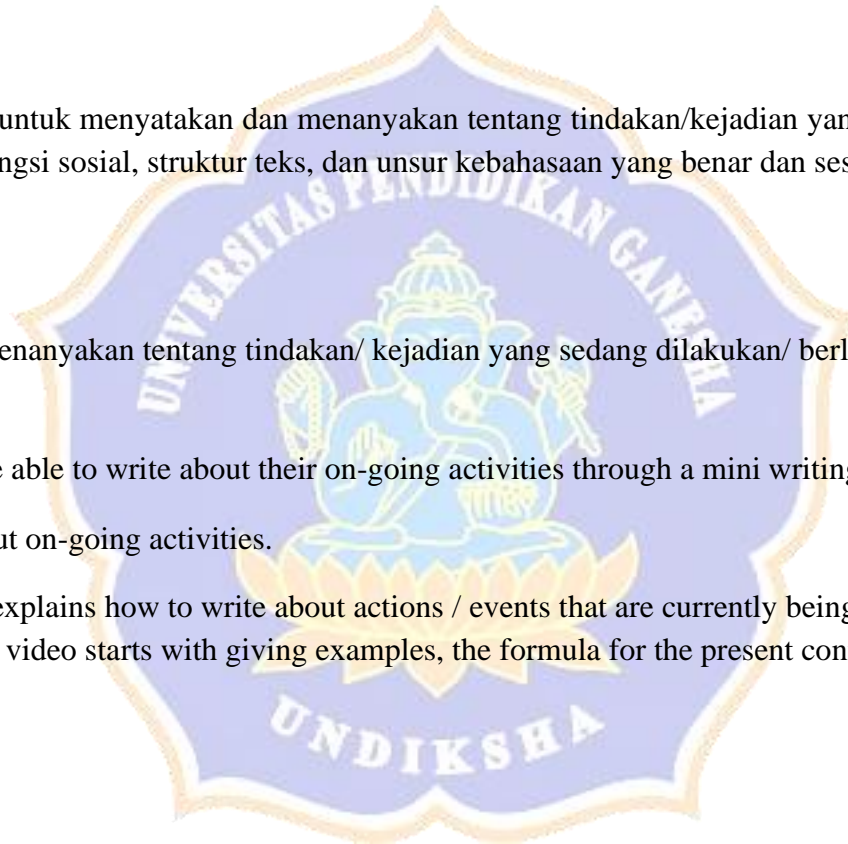 untuk menyatakan dan menanyakan tentang tindakan/kejadian yan
ngsi sosial, struktur teks, dan unsur kebahasaan yang benar dan ses
UNIVERSITAS PENDIDIKAN GANESHA
enanyakan tentang tindakan/ kejadian yang sedang dilakukan/ berl
e able to write about their on-going activities through a mini writing
ut on-going activities.
explains how to write about actions / events that are currently being
video starts with giving examples, the formula for the present con
UNDIKSHA